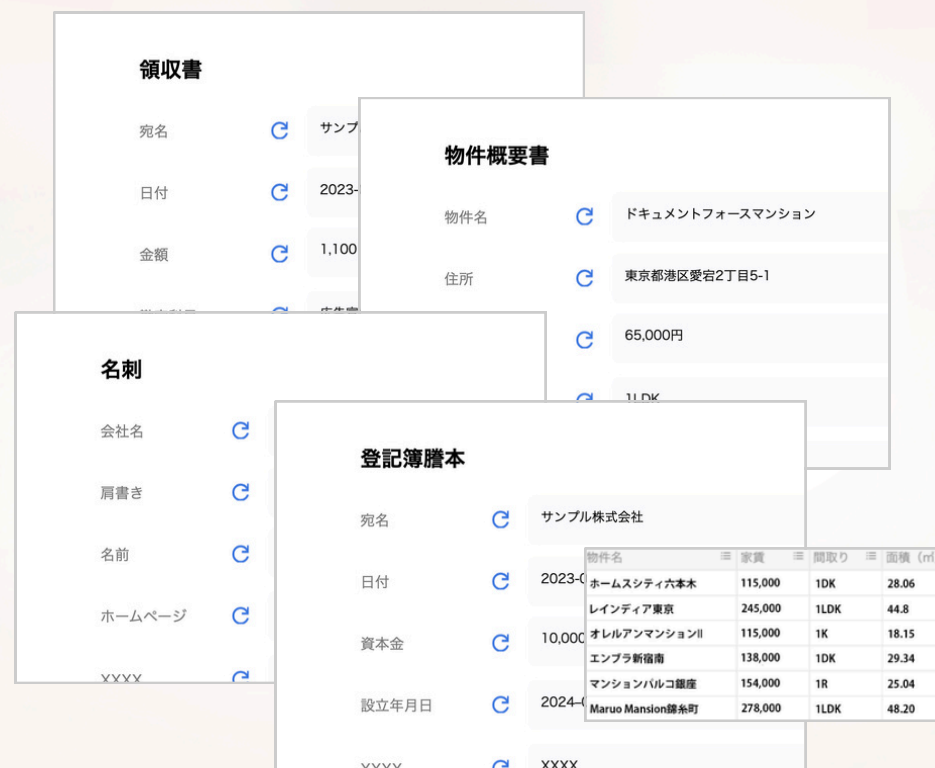 領収書
宛名 サンプ
日付 2023-
金額 1,100
物件概要書
物件名 ドキュメントフォースマンション
住所 東京都港区愛宕2丁目5-1
65,000円
1LDK
名刺
会社名
肩書き
名前
ホームページ
XXXX
登記簿謄本
宛名 サンプル株式会社
日付 2023-0
資本金 10,000
設立年月日 2024-
XXXX XXXX
物件名 家賃 間取り 面積（㎡
ホームスシティ六本木 115,000 1DK 28.06
レインディア東京 245,000 1LDK 44.8
オレルアンマンションII 115,000 1K 18.15
エンブラ新宿南 138,000 1DK 29.34
マンションパルコ銀座 154,000 1R 25.04
Maruo Mansion錦糸町 278,000 1LDK 48.20